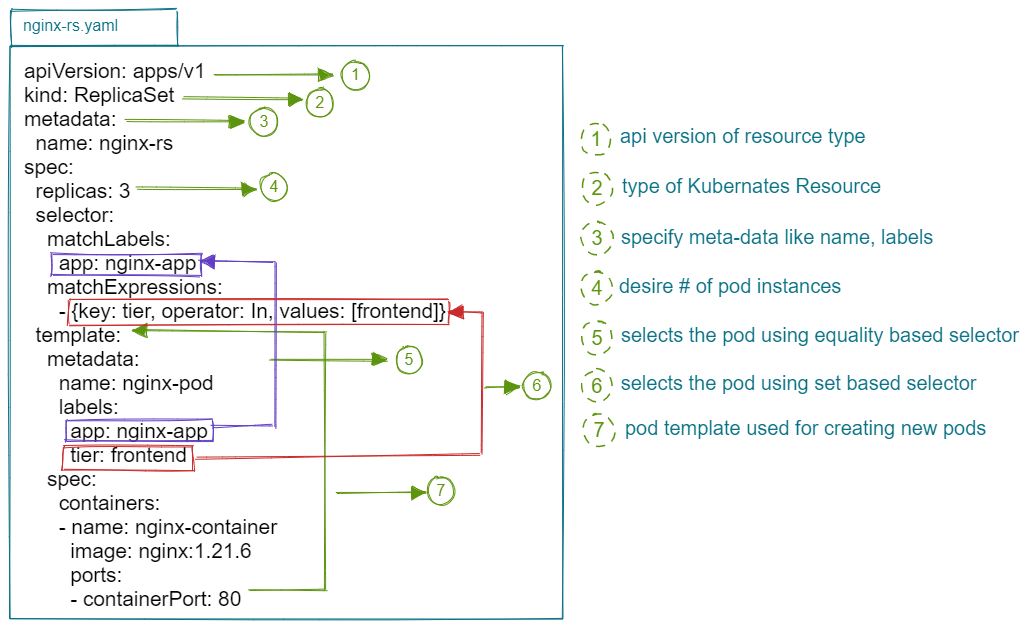 nginx-rs.yaml
apiVersion: apps/v1
1
kind: ReplicaSet
2
metadata:
3
name: nginx-rs
spec:
replicas: 3
4
selector:
matchLabels:
app: nginx-app
matchExpressions:
- {key: tier, operator: In, values: [frontend]}
template:
metadata:
5
name: nginx-pod
6
labels:
app: nginx-app
tier: frontend
spec:
7
containers:
- name: nginx-container
image: nginx:1.21.6
ports:
- containerPort: 80
1 api version of resource type
2 type of Kubernates Resource
3 specify meta-data like name, labels
4 desire # of pod instances
5 selects the pod using equality based selector
6 selects the pod using set based selector
7 pod template used for creating new pods